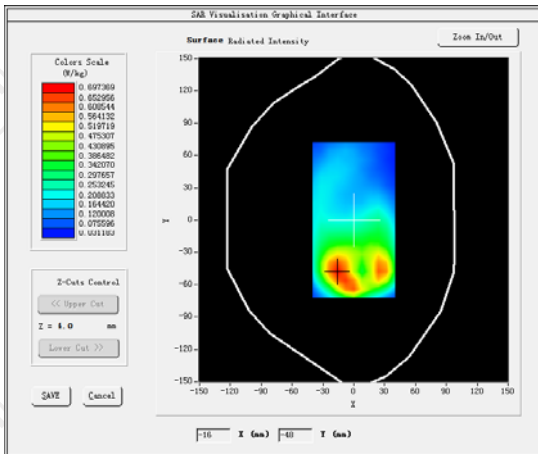 SAR Visualisation Graphical Interface
Surface Radiated Intensity
Zoom In/Out
Colors Scale
(W/kg)
0.697369
0.652956
0.608544
0.564132
0.519719
0.475307
0.430895
0.386482
0.342070
0.297657
0.253245
0.208833
0.164420
0.120008
0.075596
0.031183
150
120
90
60
30
0
-30
-60
-90
-120
-150
Y
-150 -120 -90 -60 -30 0 30 60 90 120 150
X
Z-Cuts Control
<< Upper Cut
Z = 4.0 mm
Lower Cut >>
SAVE Cancel
-16 X (mm) -48 Y (mm)